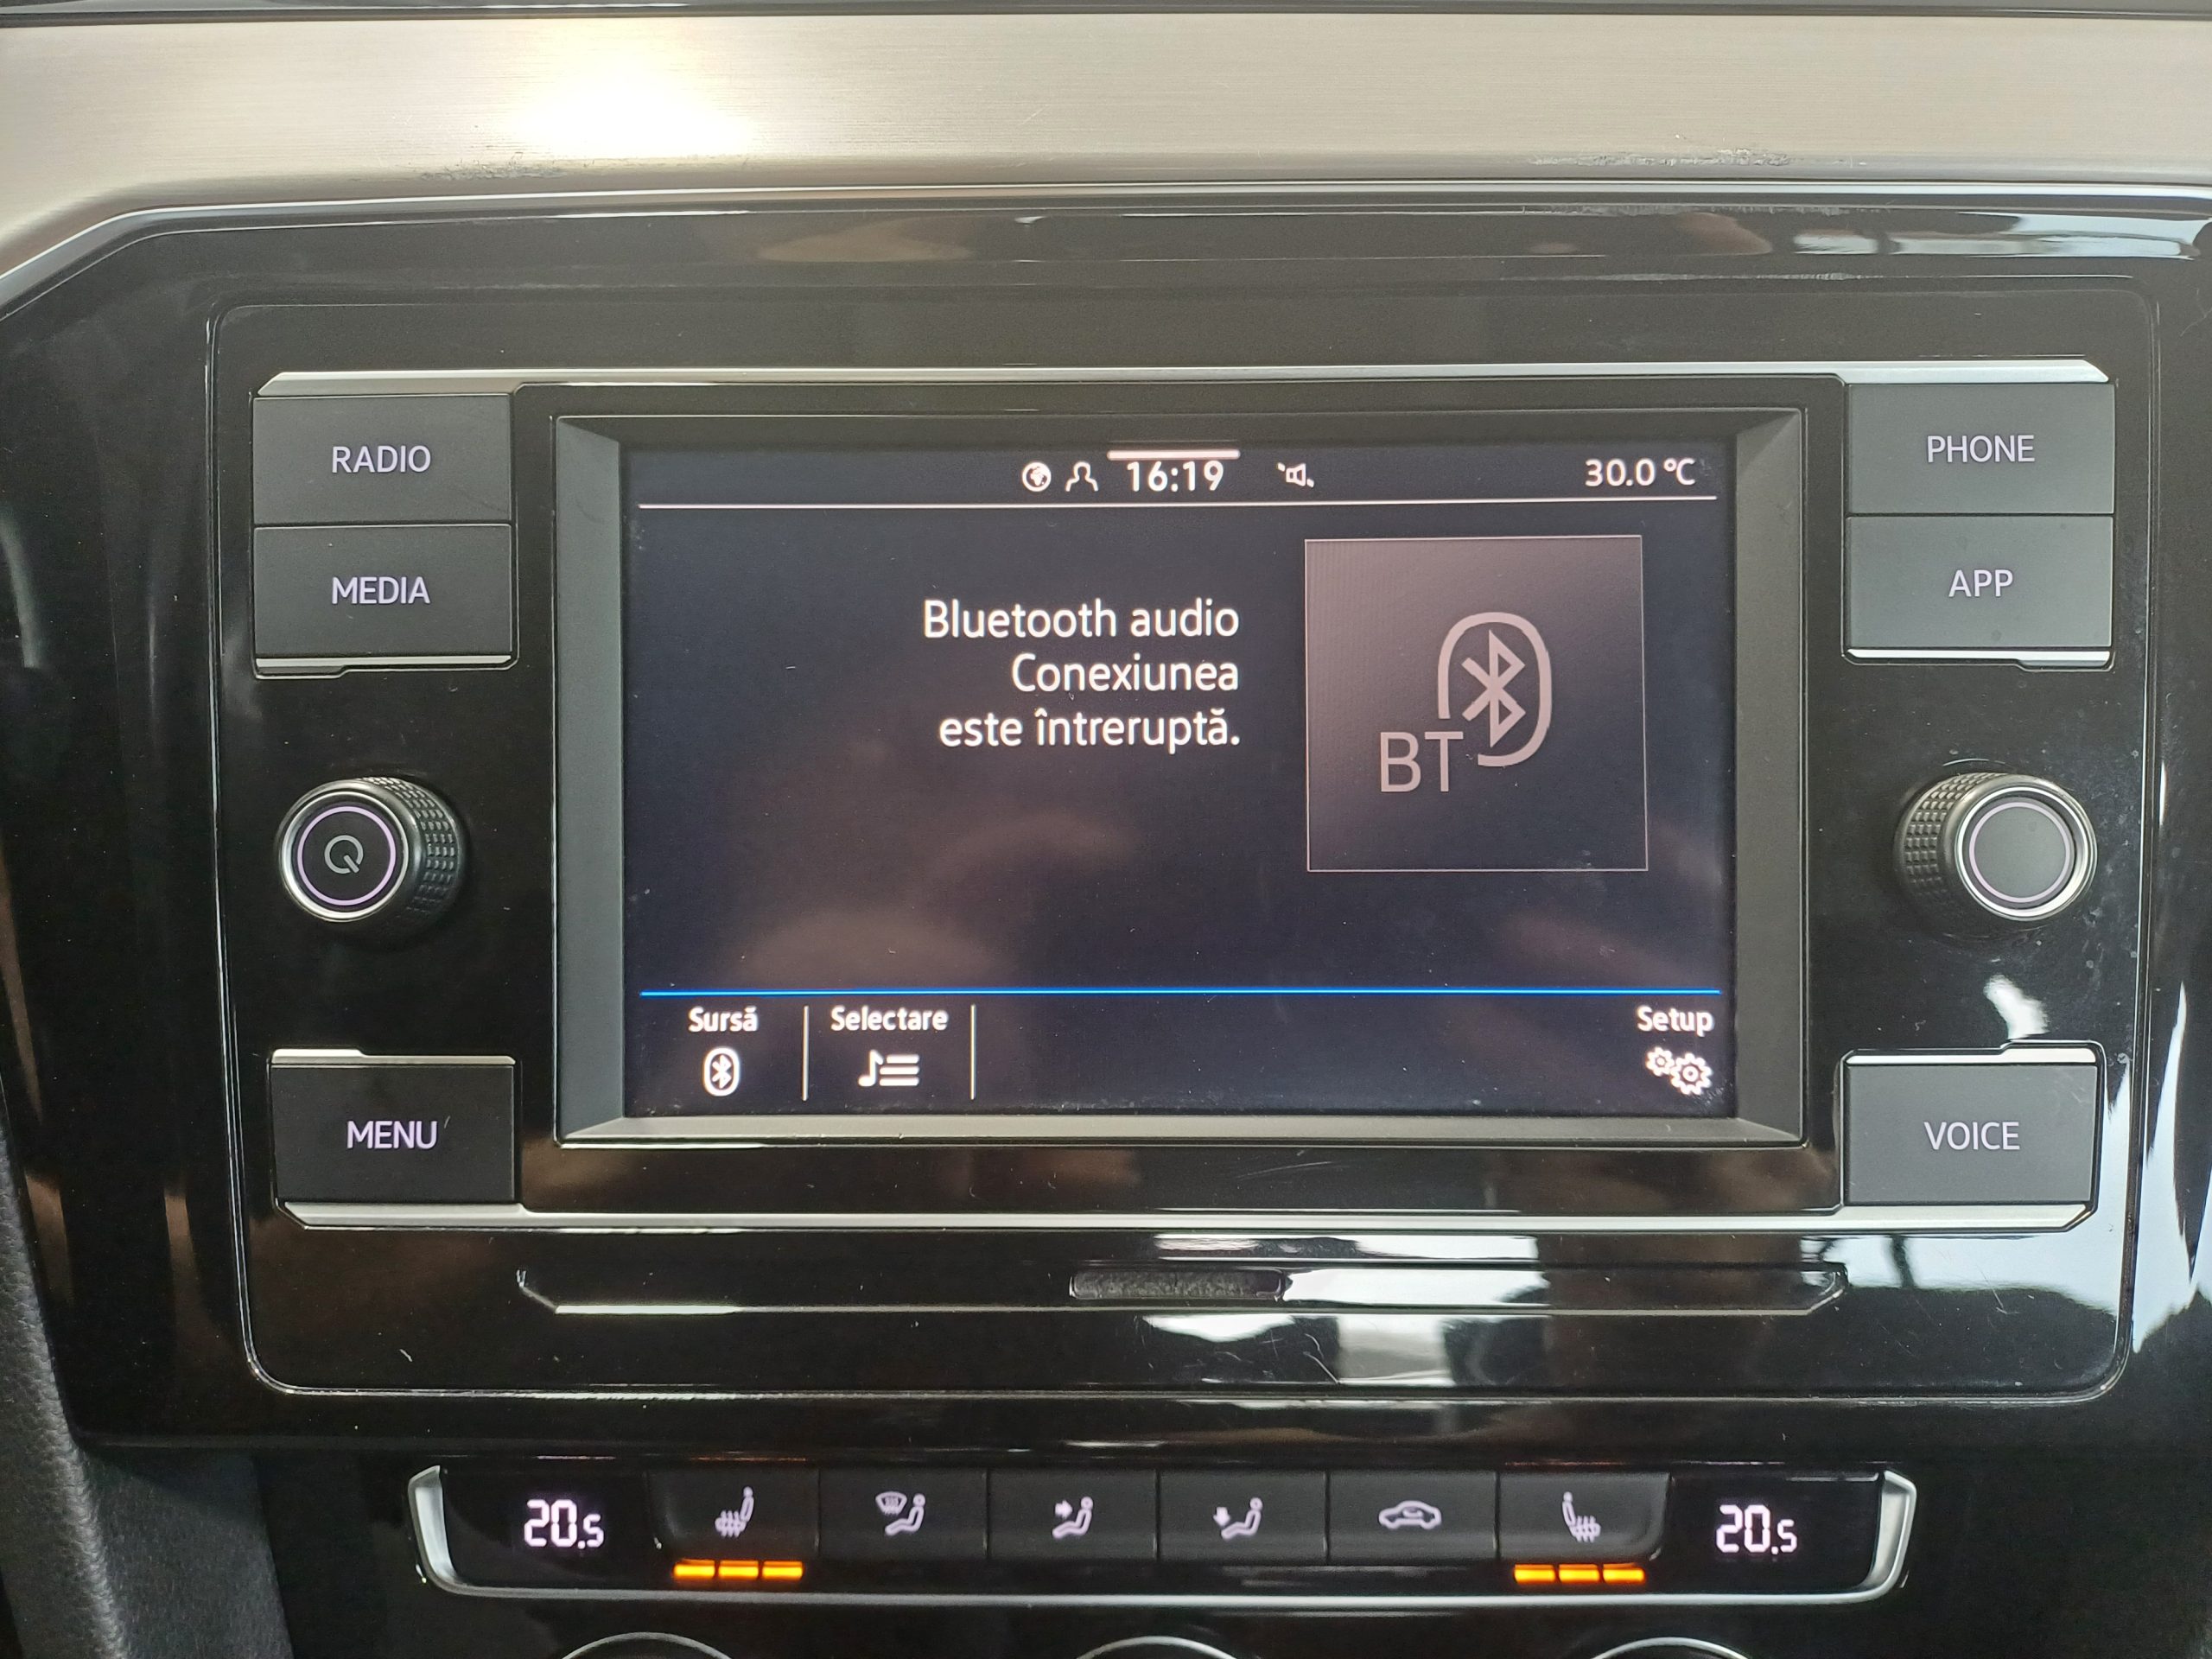 RADIO
MEDIA
MENU
16:19
30.0 °C
Bluetooth audio
Conexiunea
este întreruptă.
BT
Sursă
Selectare
Setup
PHONE
APP
VOICE
20.5
20.5